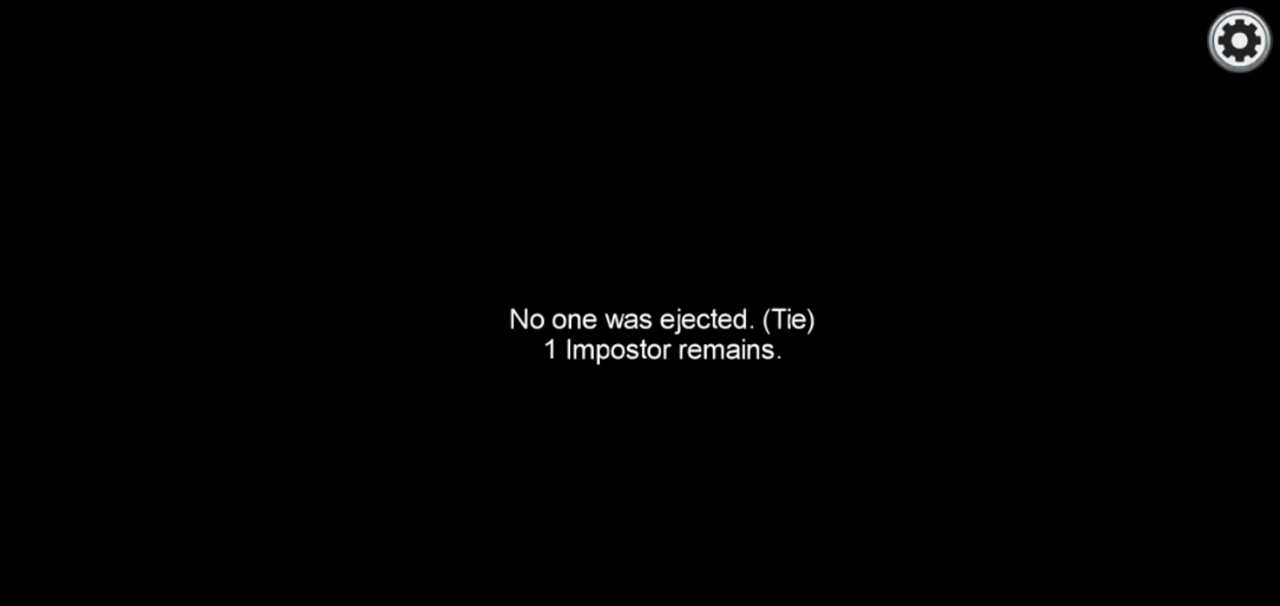 No one was ejected. (Tie)
1 Impostor remains.